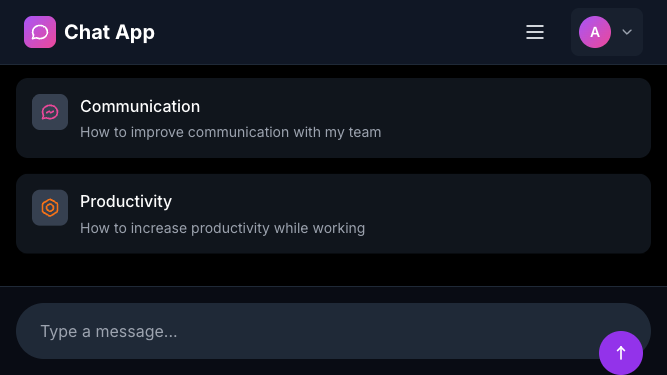 Chat App
A
Communication
How to improve communication with my team
Productivity
How to increase productivity while working
Type a message...